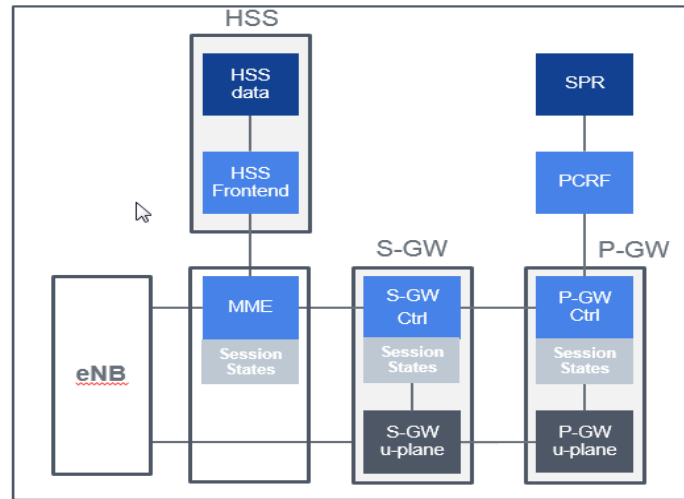 HSS
HSS
data
SPR
HSS
Frontend
PCRF
S-GW
P-GW
eNB
MME
Session
States
S-GW
Ctrl
Session
States
P-GW
Ctrl
Session
States
S-GW
u-plane
P-GW
u-plane